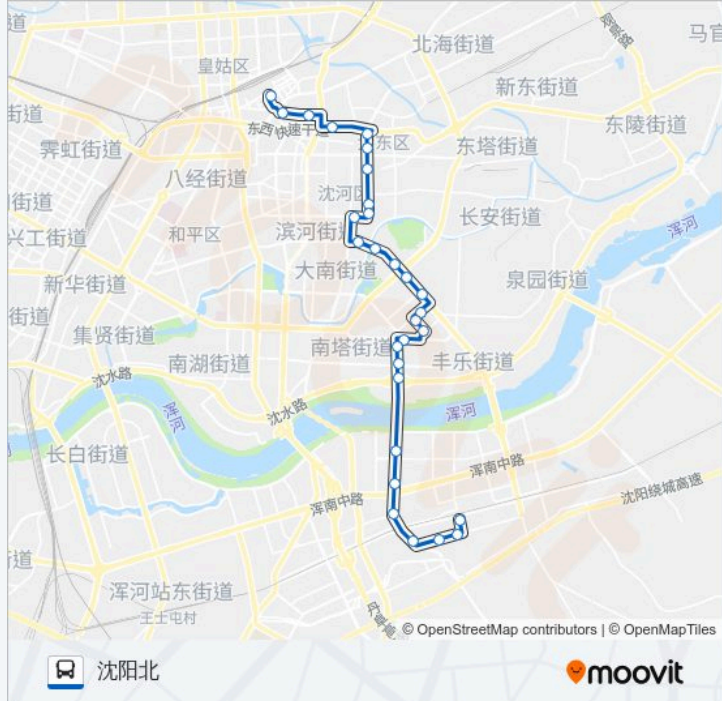 北海街道
马官
皇姑区
新东街道
街道
东西快速干道
东区
东陵街道
霁虹街道
东塔街道
八经街道
沈河区
街道
长安街道
兴工街道
和平区
滨河街道
浑河
大南街道
泉园街道
新华街道
街道
集贤街道
南塔街道
南湖街道
丰乐街道
沈水路
沈水路
浑河
浑河
长白街道
浑南中路
沈阳绕城高速
浑南中路
街道
浑河站东街道
王士屯村
© OpenStreetMap contributors | © OpenMapTiles
沈阳北
moovit